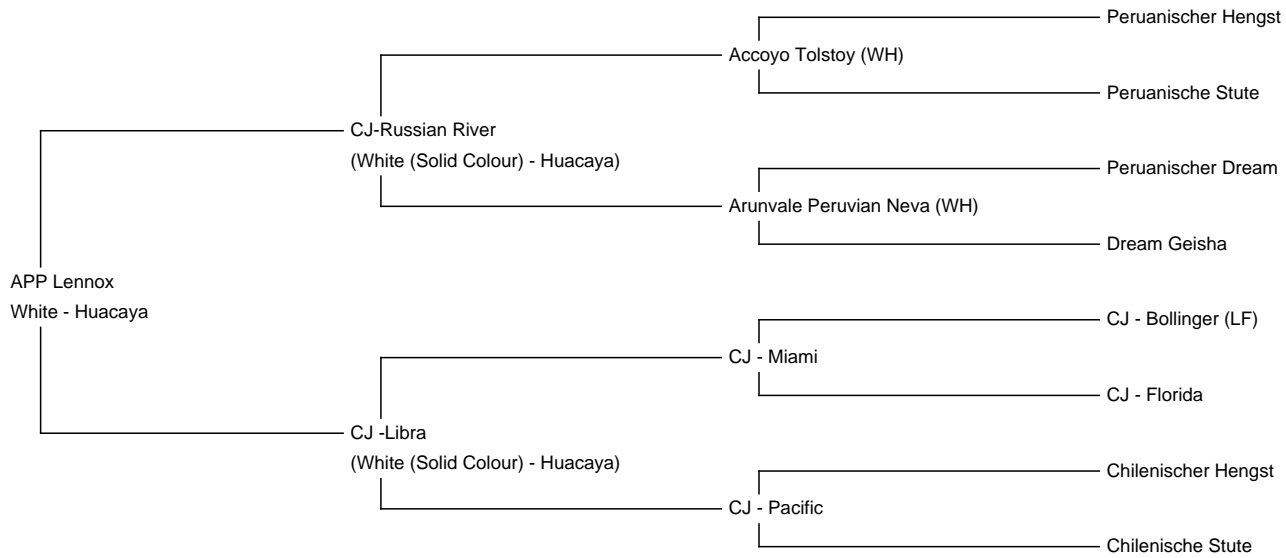 Peruanischer Hengst
Accoyo Tolstoy (WH)
Peruanische Stute
CJ-Russian River
(White (Solid Colour) - Huacaya)
Peruanischer Dream
Arunvale Peruvian Neva (WH)
Dream Geisha
APP Lennox
White - Huacaya
CJ - Bollinger (LF)
CJ - Miami
CJ - Florida
CJ -Libra
(White (Solid Colour) - Huacaya)
Chilenischer Hengst
CJ - Pacific
Chilenische Stute